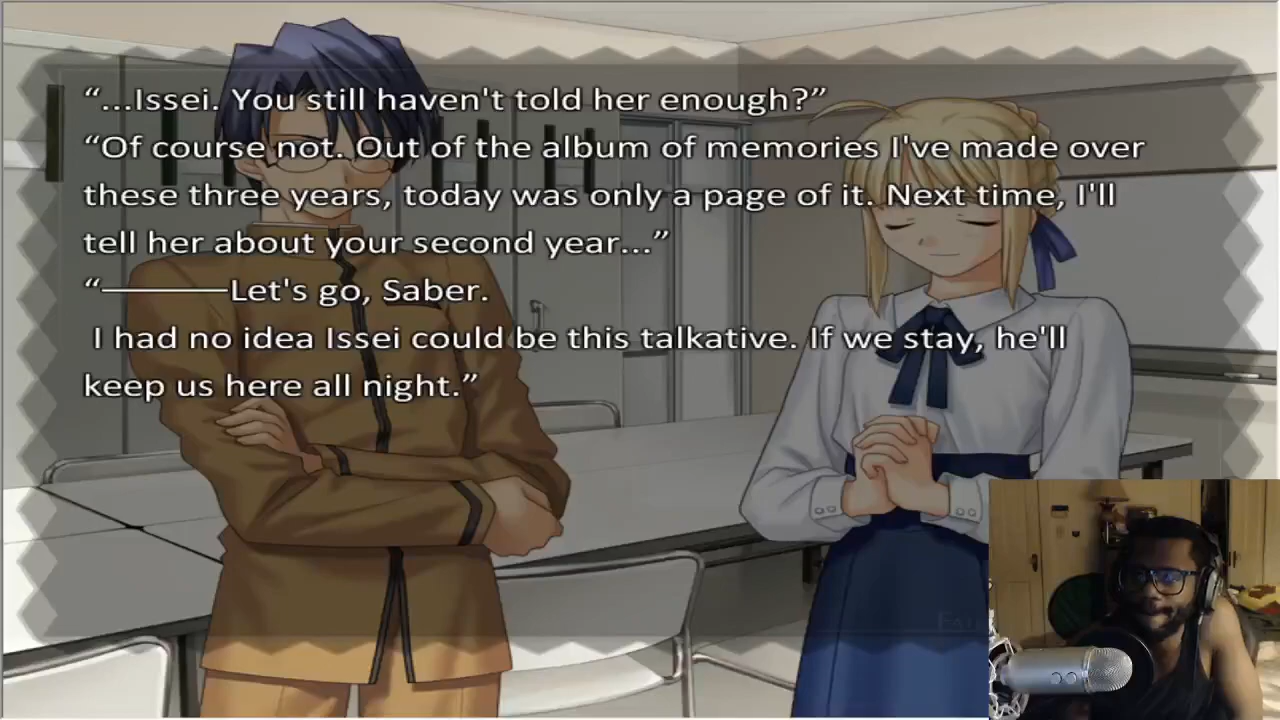 “...Issei. You still haven't told her enough?”
“Of course not. Out of the album of memories I've made over
these three years, today was only a page of it. Next time, I'll
tell her about your second year...”
“―――――Let's go, Saber.
I had no idea Issei could be this talkative. If we stay, he'll
keep us here all night.”